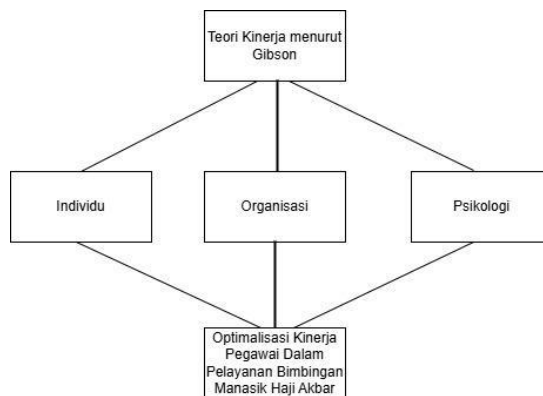 Teori Kinerja menurut
Gibson
Individu
Organisasi
Psikologi
Optimalisasi Kinerja
Pegawai Dalam
Pelayanan Bimbingan
Manasik Haji Akbar